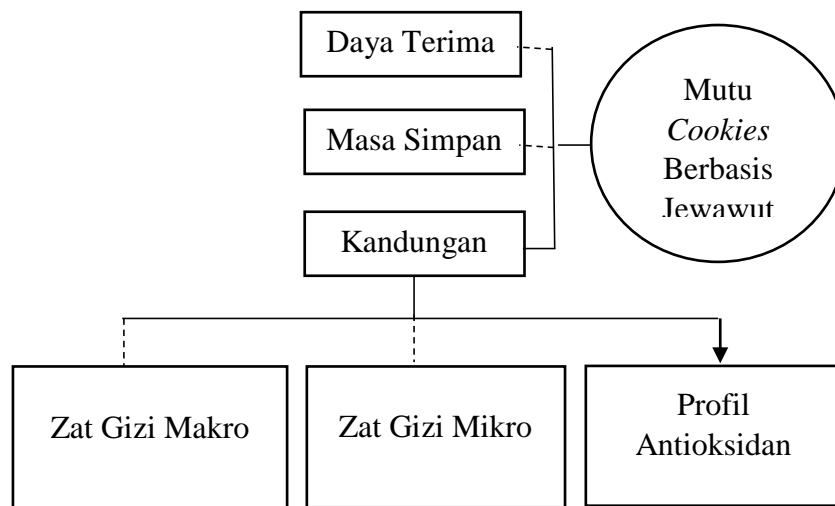 Daya Terima
Masa Simpan
Kandungan
Mutu
Cookies
Berbasis
Jewawut
Zat Gizi Makro
Zat Gizi Mikro
Profil
Antioksidan